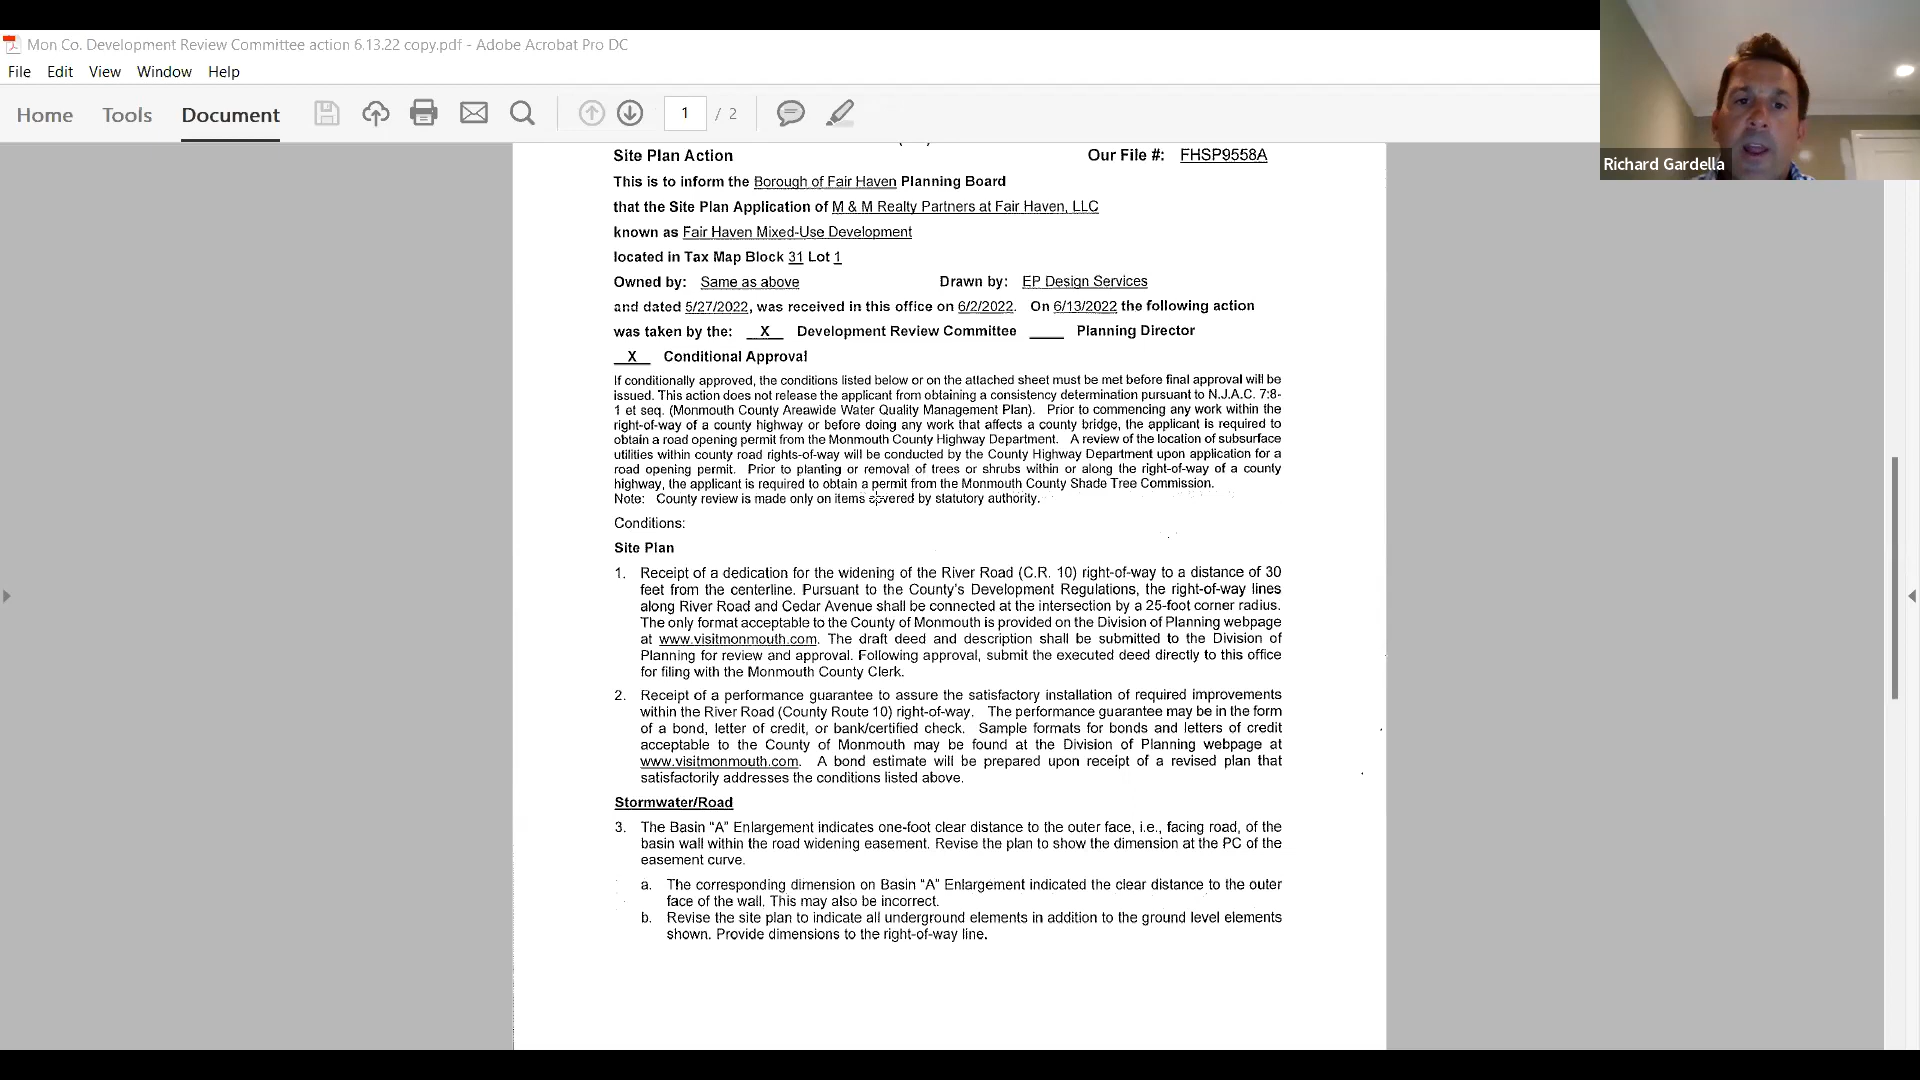 Mon Co. Development Review Committee action 6.13.22 copy.pdf - Adobe Acrobat Pro DC
File Edit View Window Help
Home Tools Document 1 / 2
Richard Gardella
Site Plan Action Our File #: FHSP9558A
This is to inform the Borough of Fair Haven Planning Board
that the Site Plan Application of M & M Realty Partners at Fair Haven, LLC
known as Fair Haven Mixed-Use Development
located in Tax Map Block 31 Lot 1
Owned by: Same as above Drawn by: EP Design Services
and dated 5/27/2022, was received in this office on 6/2/2022. On 6/13/2022 the following action
was taken by the: X Development Review Committee ____ Planning Director
X Conditional Approval
If conditionally approved, the conditions listed below or on the attached sheet must be met before final approval will be
issued. This action does not release the applicant from obtaining a consistency determination pursuant to N.J.A.C. 7:8-
1 et seq. (Monmouth County Areawide Water Quality Management Plan). Prior to commencing any work within the
right-of-way of a county highway or before doing any work that affects a county bridge, the applicant is required to
obtain a road opening permit from the Monmouth County Highway Department. A review of the location of subsurface
utilities within county road rights-of-way will be conducted by the County Highway Department upon application for a
road opening permit. Prior to planting or removal of trees or shrubs within or along the right-of-way of a county
highway, the applicant is required to obtain a permit from the Monmouth County Shade Tree Commission.
Note: County review is made only on items covered by statutory authority.
Conditions:
Site Plan
1. Receipt of a dedication for the widening of the River Road (C.R. 10) right-of-way to a distance of 30
feet from the centerline. Pursuant to the County's Development Regulations, the right-of-way lines
along River Road and Cedar Avenue shall be connected at the intersection by a 25-foot corner radius.
The only format acceptable to the County of Monmouth is provided on the Division of Planning webpage
at www.visitmonmouth.com. The draft deed and description shall be submitted to the Division of
Planning for review and approval. Following approval, submit the executed deed directly to this office
for filing with the Monmouth County Clerk.
2. Receipt of a performance guarantee to assure the satisfactory installation of required improvements
within the River Road (County Route 10) right-of-way. The performance guarantee may be in the form
of a bond, letter of credit, or bank/certified check. Sample formats for bonds and letters of credit
acceptable to the County of Monmouth may be found at the Division of Planning webpage at
www.visitmonmouth.com. A bond estimate will be prepared upon receipt of a revised plan that
satisfactorily addresses the conditions listed above.
Stormwater/Road
3. The Basin “A” Enlargement indicates one-foot clear distance to the outer face, i.e., facing road, of the
basin wall within the road widening easement. Revise the plan to show the dimension at the PC of the
easement curve.
a. The corresponding dimension on Basin “A” Enlargement indicated the clear distance to the outer
face of the wall. This may also be incorrect.
b. Revise the site plan to indicate all underground elements in addition to the ground level elements
shown. Provide dimensions to the right-of-way line.